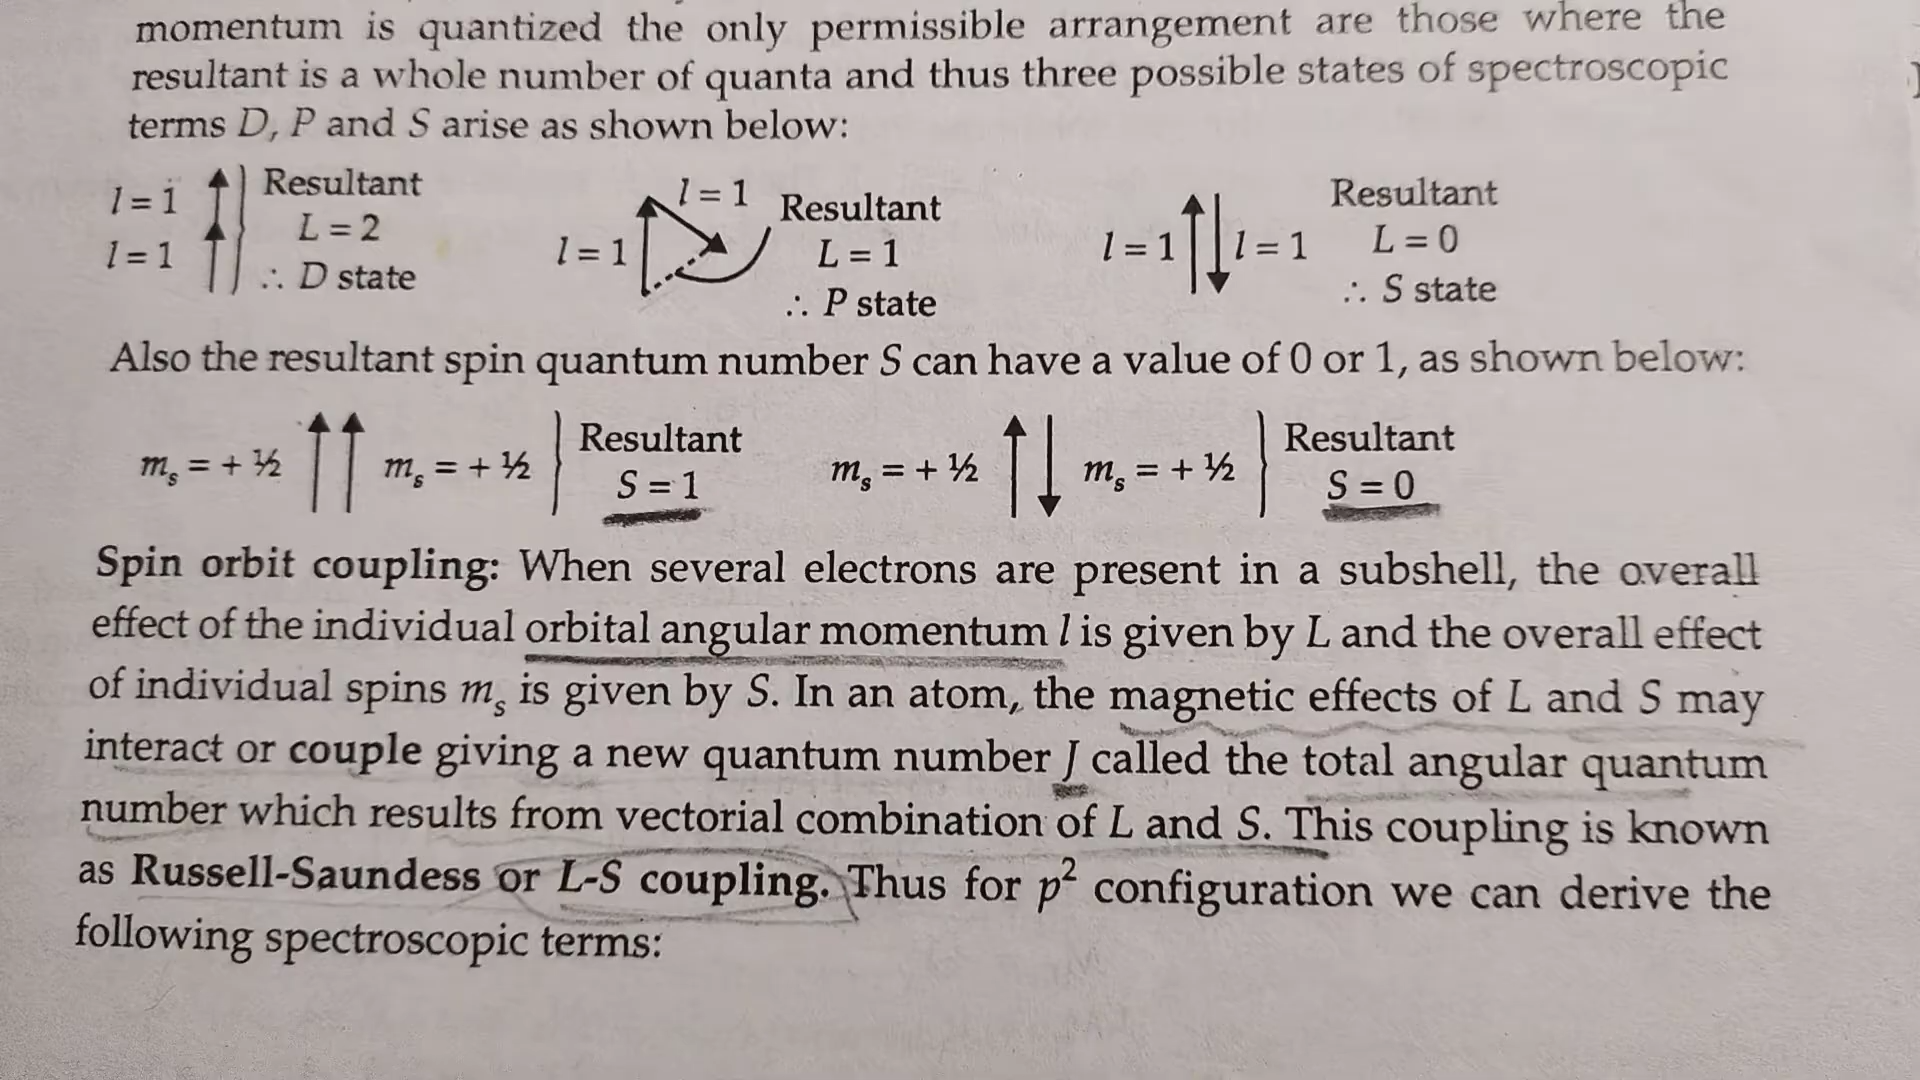 momentum is quantized the only permissible arrangement are those where the
resultant is a whole number of quanta and thus three possible states of spectroscopic
terms D, P and S arise as shown below:
l = 1
l = 1
Resultant
L = 2
∴ D state
l = 1
l = 1
Resultant
L = 1
∴ P state
l = 1
l = 1
Resultant
L = 0
∴ S state
Also the resultant spin quantum number S can have a value of 0 or 1, as shown below:
mₛ = + ½
mₛ = + ½
Resultant
S = 1
mₛ = + ½
mₛ = + ½
Resultant
S = 0
Spin orbit coupling: When several electrons are present in a subshell, the overall
effect of the individual orbital angular momentum l is given by L and the overall effect
of individual spins mₛ is given by S. In an atom, the magnetic effects of L and S may
interact or couple giving a new quantum number J called the total angular quantum
number which results from vectorial combination of L and S. This coupling is known
as Russell-Saundess or L-S coupling. Thus for p² configuration we can derive the
following spectroscopic terms: